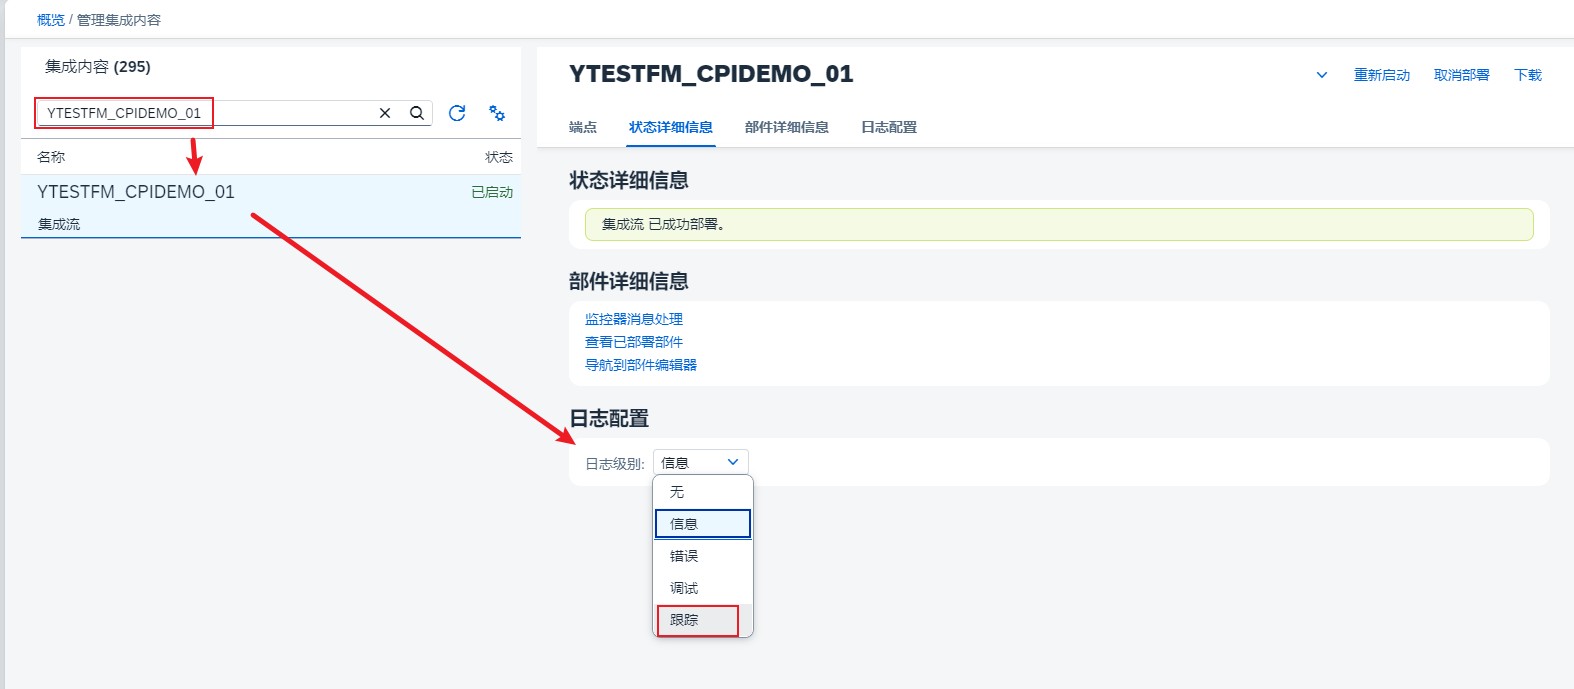 概览 / 管理集成内容
集成内容 (295)
YTESTFM_CPIDEMO_01
名称 状态
YTESTFM_CPIDEMO_01 已启动
集成流
YTESTFM_CPIDEMO_01
重新启动 取消部署 下载
端点 状态详细信息 部件详细信息 日志配置
状态详细信息
集成流 已成功部署。
部件详细信息
监控器消息处理
查看已部署部件
导航到部件编辑器
日志配置
日志级别: 信息
无
信息
错误
调试
跟踪